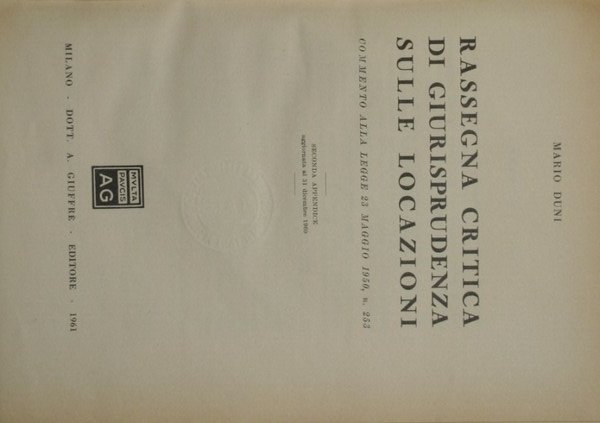 MARIO DUNI
RASSEGNA CRITICA
DI GIURISPRUDENZA
SULLE LOCAZIONI
COMMENTO ALLA LEGGE 23 MAGGIO 1950, n. 253
SECONDA APPENDICE
aggiornata al 31 dicembre 1960
MVLTA
PAVCIS
AG
MILANO · DOTT. A. GIUFFRÈ · EDITORE · 1961